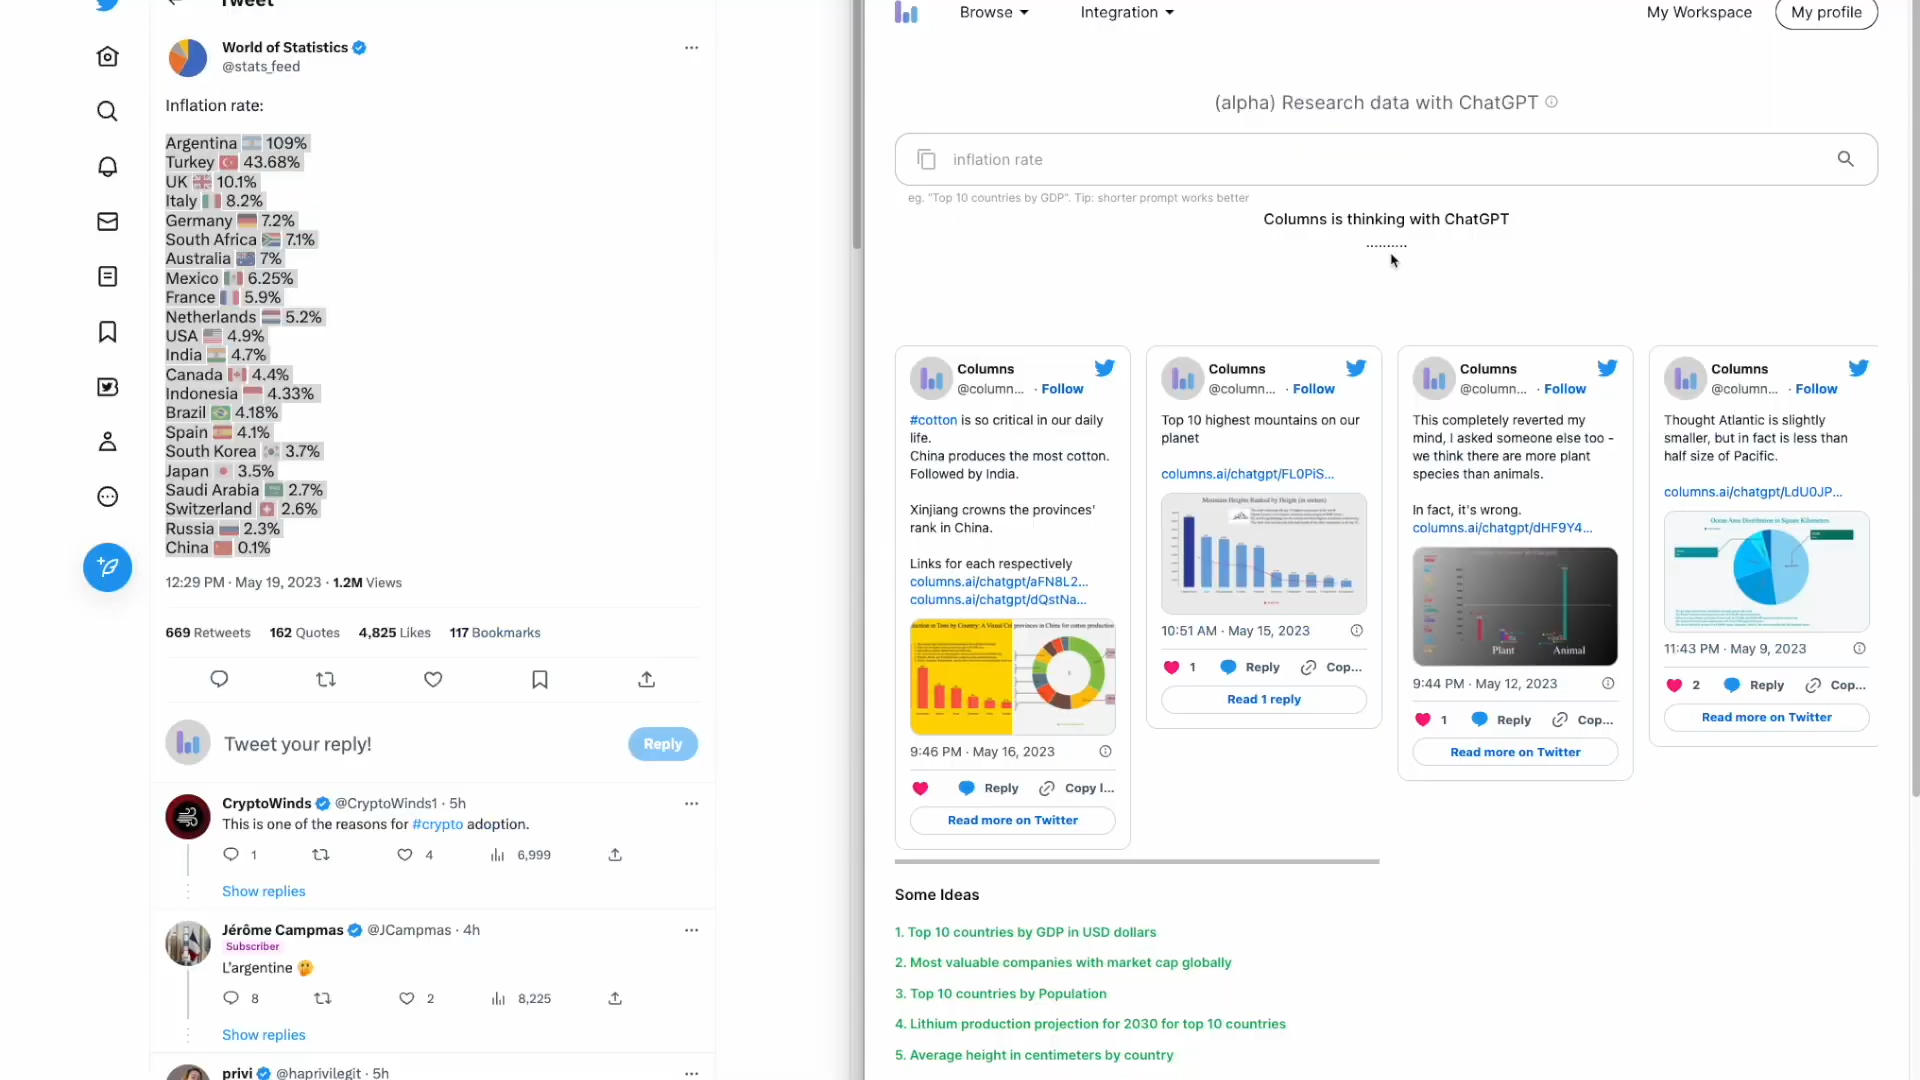 Tweet
World of Statistics
@stats_feed
Inflation rate:
Argentina 109%
Turkey 43.68%
UK 10.1%
Italy 8.2%
Germany 7.2%
South Africa 7.1%
Australia 7%
Mexico 6.25%
France 5.9%
Netherlands 5.2%
USA 4.9%
India 4.7%
Canada 4.4%
Indonesia 4.33%
Brazil 4.18%
Spain 4.1%
South Korea 3.7%
Japan 3.5%
Saudi Arabia 2.7%
Switzerland 2.6%
Russia 2.3%
China 0.1%
12:29 PM · May 19, 2023 · 1.2M Views
669 Retweets 162 Quotes 4,825 Likes 117 Bookmarks
Tweet your reply!
Reply
CryptoWinds @CryptoWinds1 · 5h
This is one of the reasons for #crypto adoption.
1 4 6,999
Show replies
Jérôme Campmas @JCampmas · 4h
Subscriber
L'argentine
8 2 8,225
Show replies
privi @haprivilegit · 5h
Browse Integration My Workspace My profile
(alpha) Research data with ChatGPT
inflation rate
eg. "Top 10 countries by GDP". Tip: shorter prompt works better
Columns is thinking with ChatGPT
..........
Columns
@column... · Follow
#cotton is so critical in our daily
life.
China produces the most cotton.
Followed by India.
Xinjiang crowns the provinces'
rank in China.
Links for each respectively
columns.ai/chatgpt/aFN8L2...
columns.ai/chatgpt/dQstNa...
9:46 PM · May 16, 2023
Reply Copy l...
Read more on Twitter
Columns
@column... · Follow
Top 10 highest mountains on our
planet
columns.ai/chatgpt/FL0PiS...
Mountain Heights Ranked by Height (in meters)
10:51 AM · May 15, 2023
1 Reply Cop...
Read 1 reply
Columns
@column... · Follow
This completely reverted my
mind, I asked someone else too -
we think there are more plant
species than animals.
In fact, it's wrong.
columns.ai/chatgpt/dHF9Y4...
Plant Animal
9:44 PM · May 12, 2023
1 Reply Cop...
Read more on Twitter
Columns
@column... · Follow
Thought Atlantic is slightly
smaller, but in fact is less than
half size of Pacific.
columns.ai/chatgpt/LdU0JP...
Ocean Area Distribution in Square Kilometers
11:43 PM · May 9, 2023
2 Reply Cop...
Read more on Twitter
Some Ideas
1. Top 10 countries by GDP in USD dollars
2. Most valuable companies with market cap globally
3. Top 10 countries by Population
4. Lithium production projection for 2030 for top 10 countries
5. Average height in centimeters by country